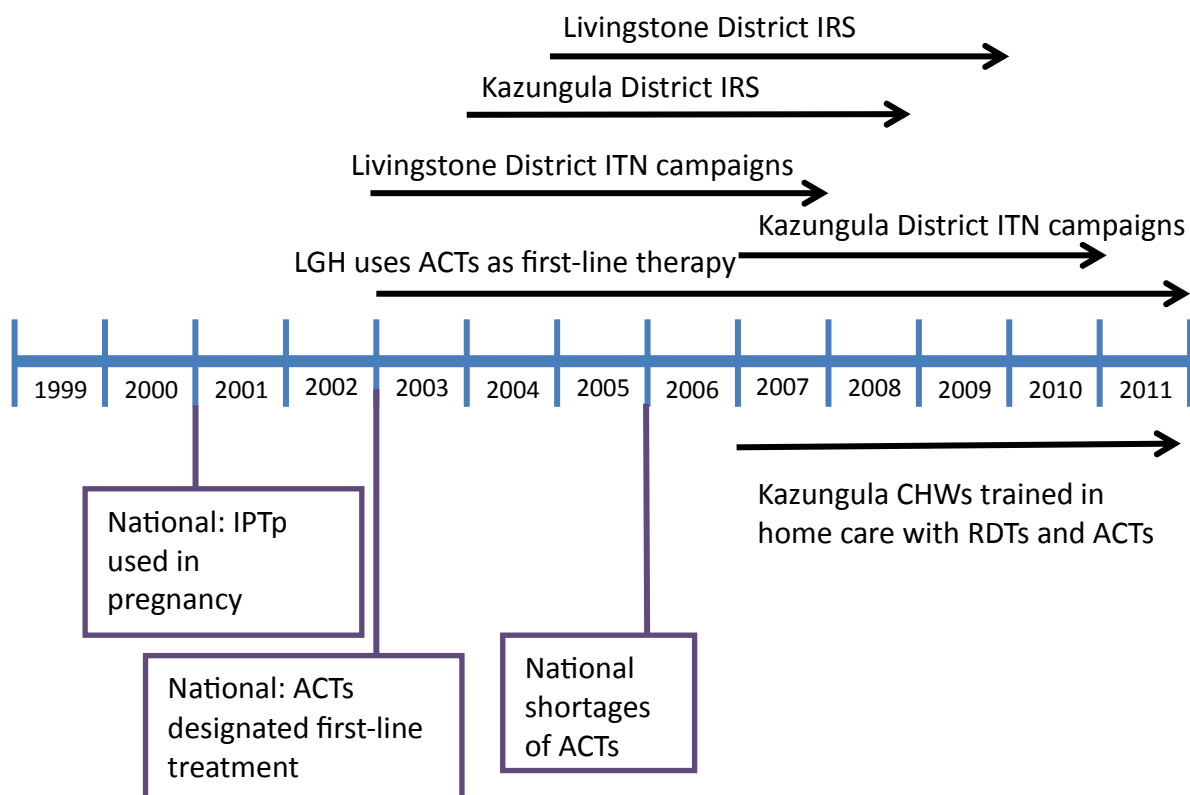 Livingstone District IRS
Kazungula District IRS
Livingstone District ITN campaigns
Kazungula District ITN campaigns
LGH uses ACTs as first-line therapy
1999 2000 2001 2002 2003 2004 2005 2006 2007 2008 2009 2010 2011
Kazungula CHWs trained in
home care with RDTs and ACTs
National: IPTp
used in
pregnancy
National: ACTs
designated first-line
treatment
National
shortages
of ACTs